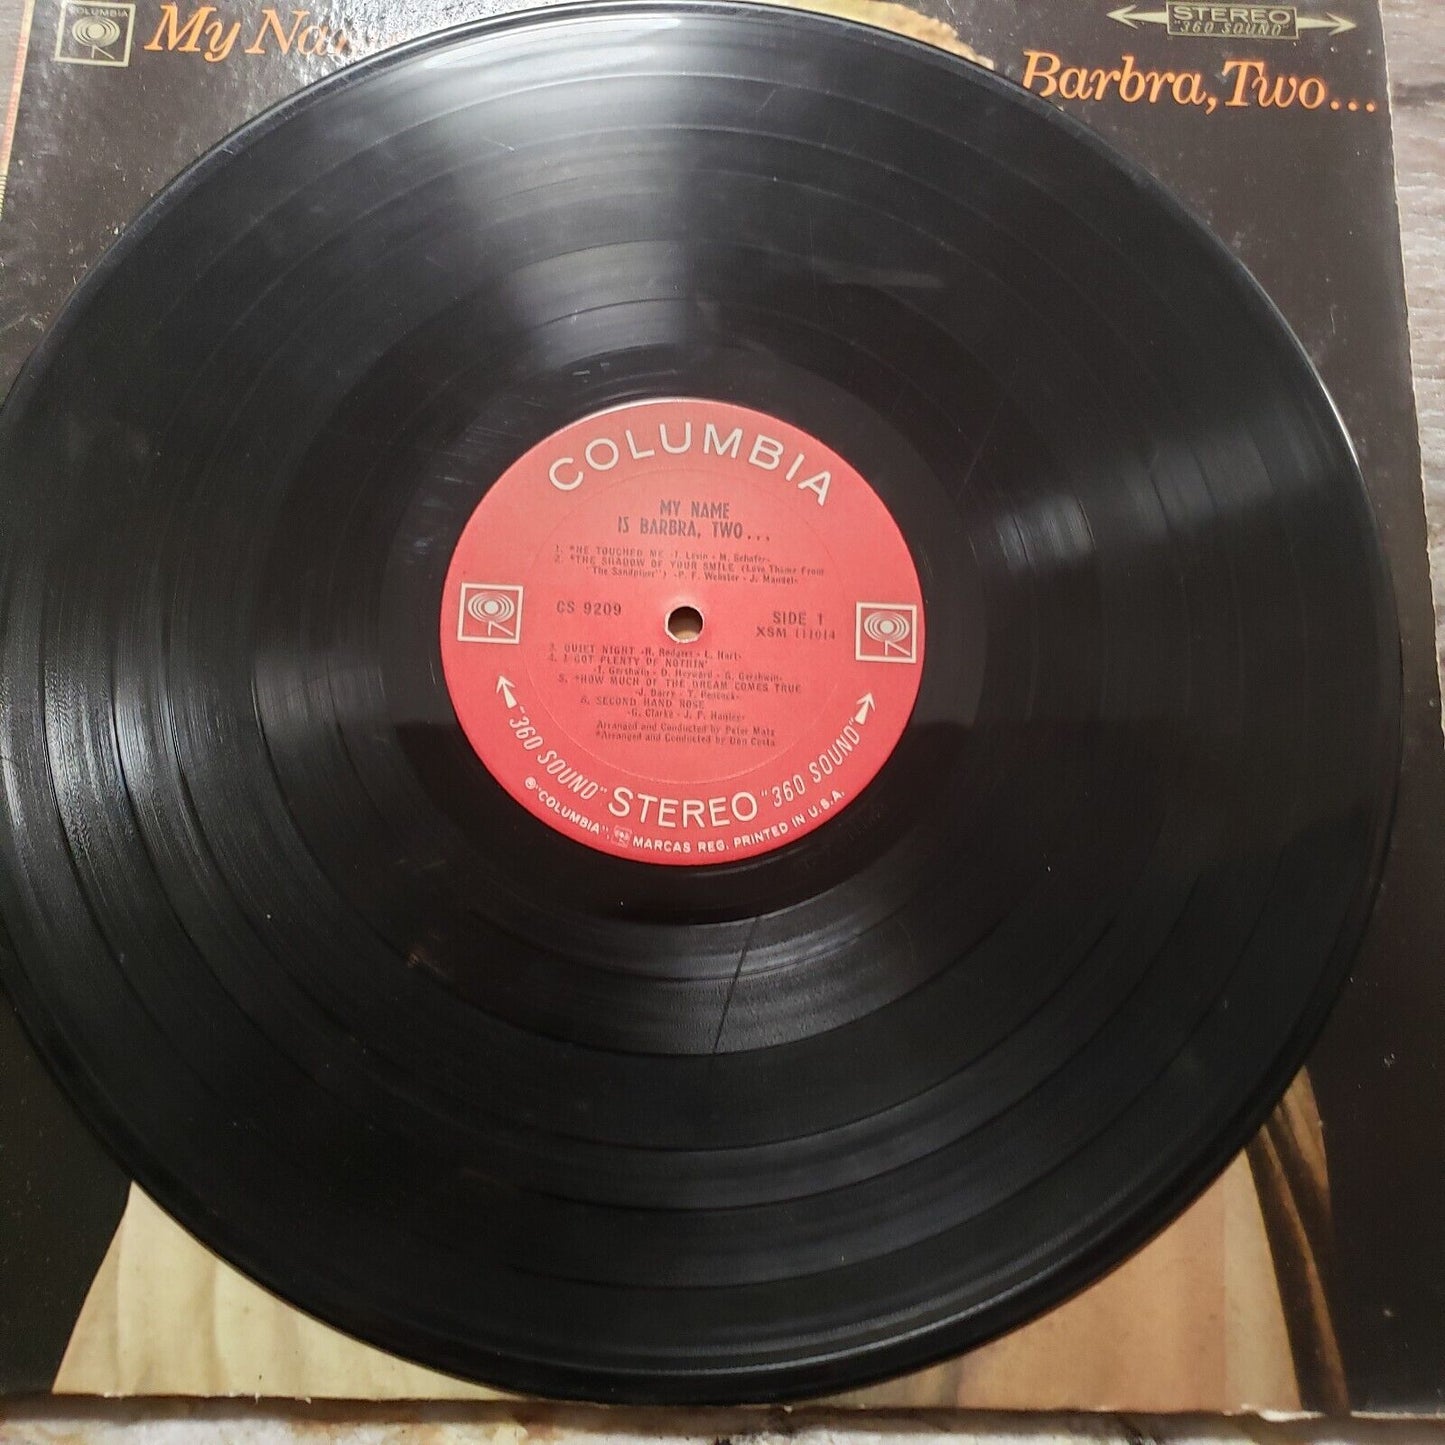 COLUMBIA
My Na
STEREO
"360 SOUND"
Barbra, Two...
COLUMBIA
MY NAME
IS BARBRA, TWO...
1. *HE TOUCHED ME -I. Levin - M. Schafer-
2. *THE SHADOW OF YOUR SMILE (Love Theme From
"The Sandpiper") -P. F. Webster - J. Mandel-
CS 9209
SIDE 1
XSM 111014
3. QUIET NIGHT -R. Rodgers - L. Hart-
4. I GOT PLENTY OF NOTHIN'
-I. Gershwin - D. Heyward - G. Gershwin-
5. *HOW MUCH OF THE DREAM COMES TRUE
-J. Barry - T. Peacock-
6. SECOND HAND ROSE
-G. Clarke - J. F. Hanley-
Arranged and Conducted by Peter Matz
*Arranged and Conducted by Don Costa
"360 SOUND" STEREO "360 SOUND"
® "COLUMBIA", MARCAS REG. PRINTED IN U.S.A.